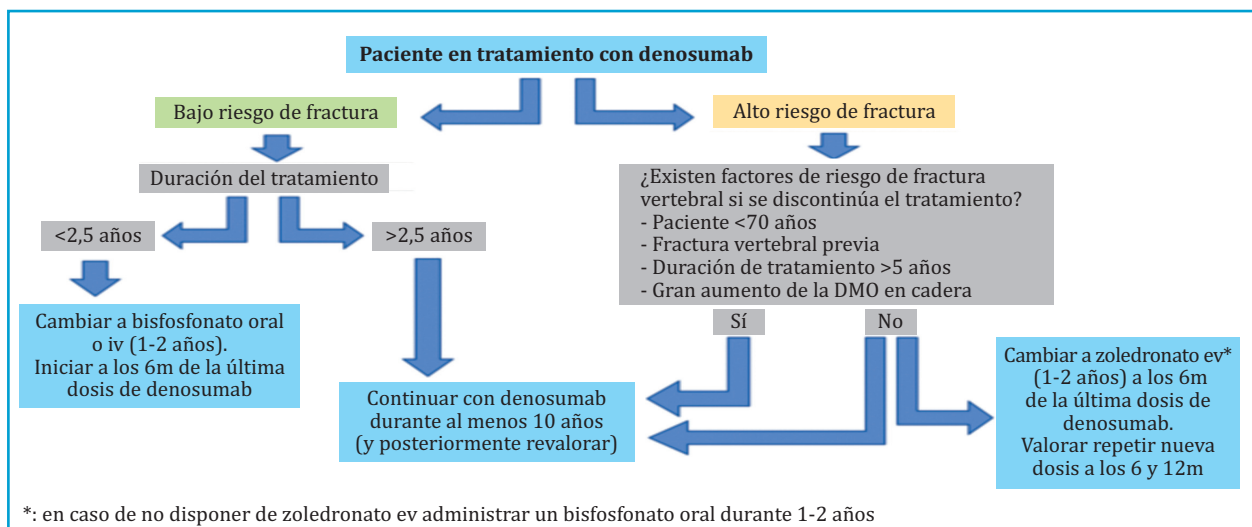 Paciente en tratamiento con denosumab
Bajo riesgo de fractura
Alto riesgo de fractura
Duración del tratamiento
<2,5 años
>2,5 años
¿Existen factores de riesgo de fractura
vertebral si se discontinúa el tratamiento?
- Paciente <70 años
- Fractura vertebral previa
- Duración de tratamiento >5 años
- Gran aumento de la DMO en cadera
Sí
No
Cambiar a bisfosfonato oral
o iv (1-2 años).
Iniciar a los 6m de la última
dosis de denosumab
Continuar con denosumab
durante al menos 10 años
(y posteriormente revalorar)
Cambiar a zoledronato ev*
(1-2 años) a los 6m
de la última dosis de
denosumab.
Valorar repetir nueva
dosis a los 6 y 12m
*: en caso de no disponer de zoledronato ev administrar un bisfosfonato oral durante 1-2 años